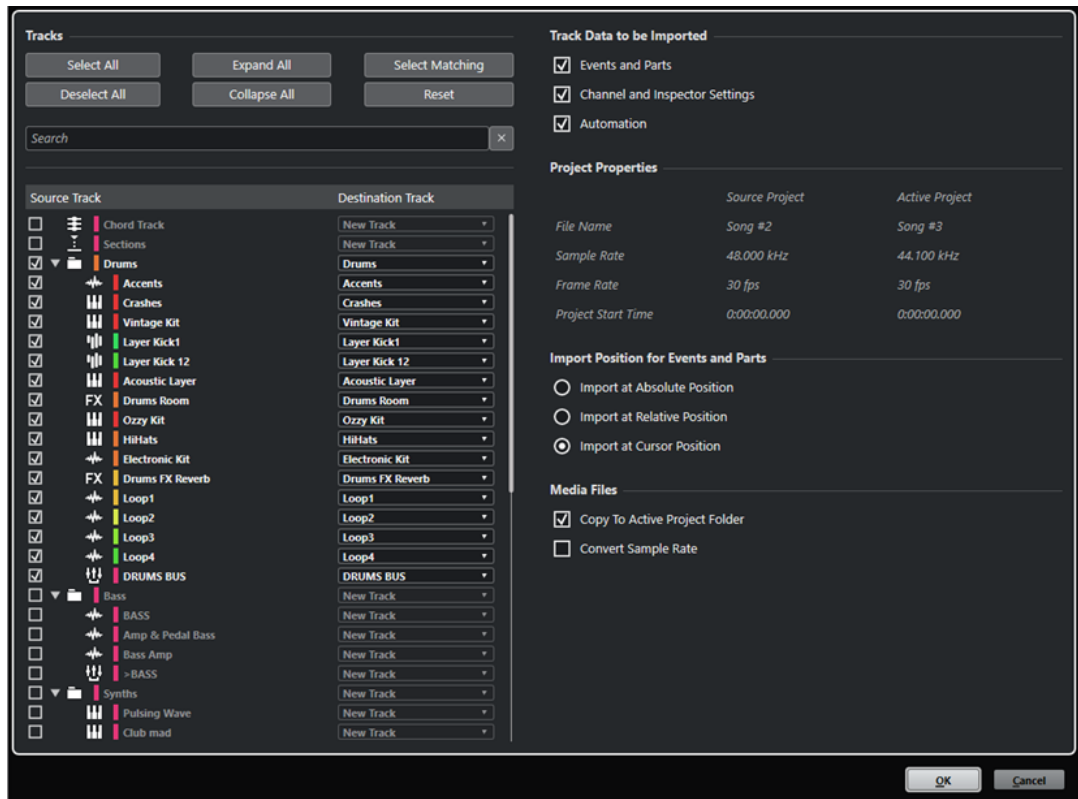 Tracks
Select All
Expand All
Select Matching
Deselect All
Collapse All
Reset
Search
Source Track Destination Track
Chord Track New Track
Sections New Track
Drums Drums
Accents Accents
Crashes Crashes
Vintage Kit Vintage Kit
Layer Kick1 Layer Kick1
Layer Kick 12 Layer Kick 12
Acoustic Layer Acoustic Layer
FX Drums Room Drums Room
Ozzy Kit Ozzy Kit
HiHats HiHats
Electronic Kit Electronic Kit
FX Drums FX Reverb Drums FX Reverb
Loop1 Loop1
Loop2 Loop2
Loop3 Loop3
Loop4 Loop4
DRUMS BUS DRUMS BUS
Bass New Track
BASS New Track
Amp & Pedal Bass New Track
Bass Amp New Track
>BASS New Track
Synths New Track
Pulsing Wave New Track
Club mad New Track
Track Data to be Imported
Events and Parts
Channel and Inspector Settings
Automation
Project Properties
Source Project Active Project
File Name Song #2 Song #3
Sample Rate 48.000 kHz 44.100 kHz
Frame Rate 30 fps 30 fps
Project Start Time 0:00:00.000 0:00:00.000
Import Position for Events and Parts
Import at Absolute Position
Import at Relative Position
Import at Cursor Position
Media Files
Copy To Active Project Folder
Convert Sample Rate
OK
Cancel